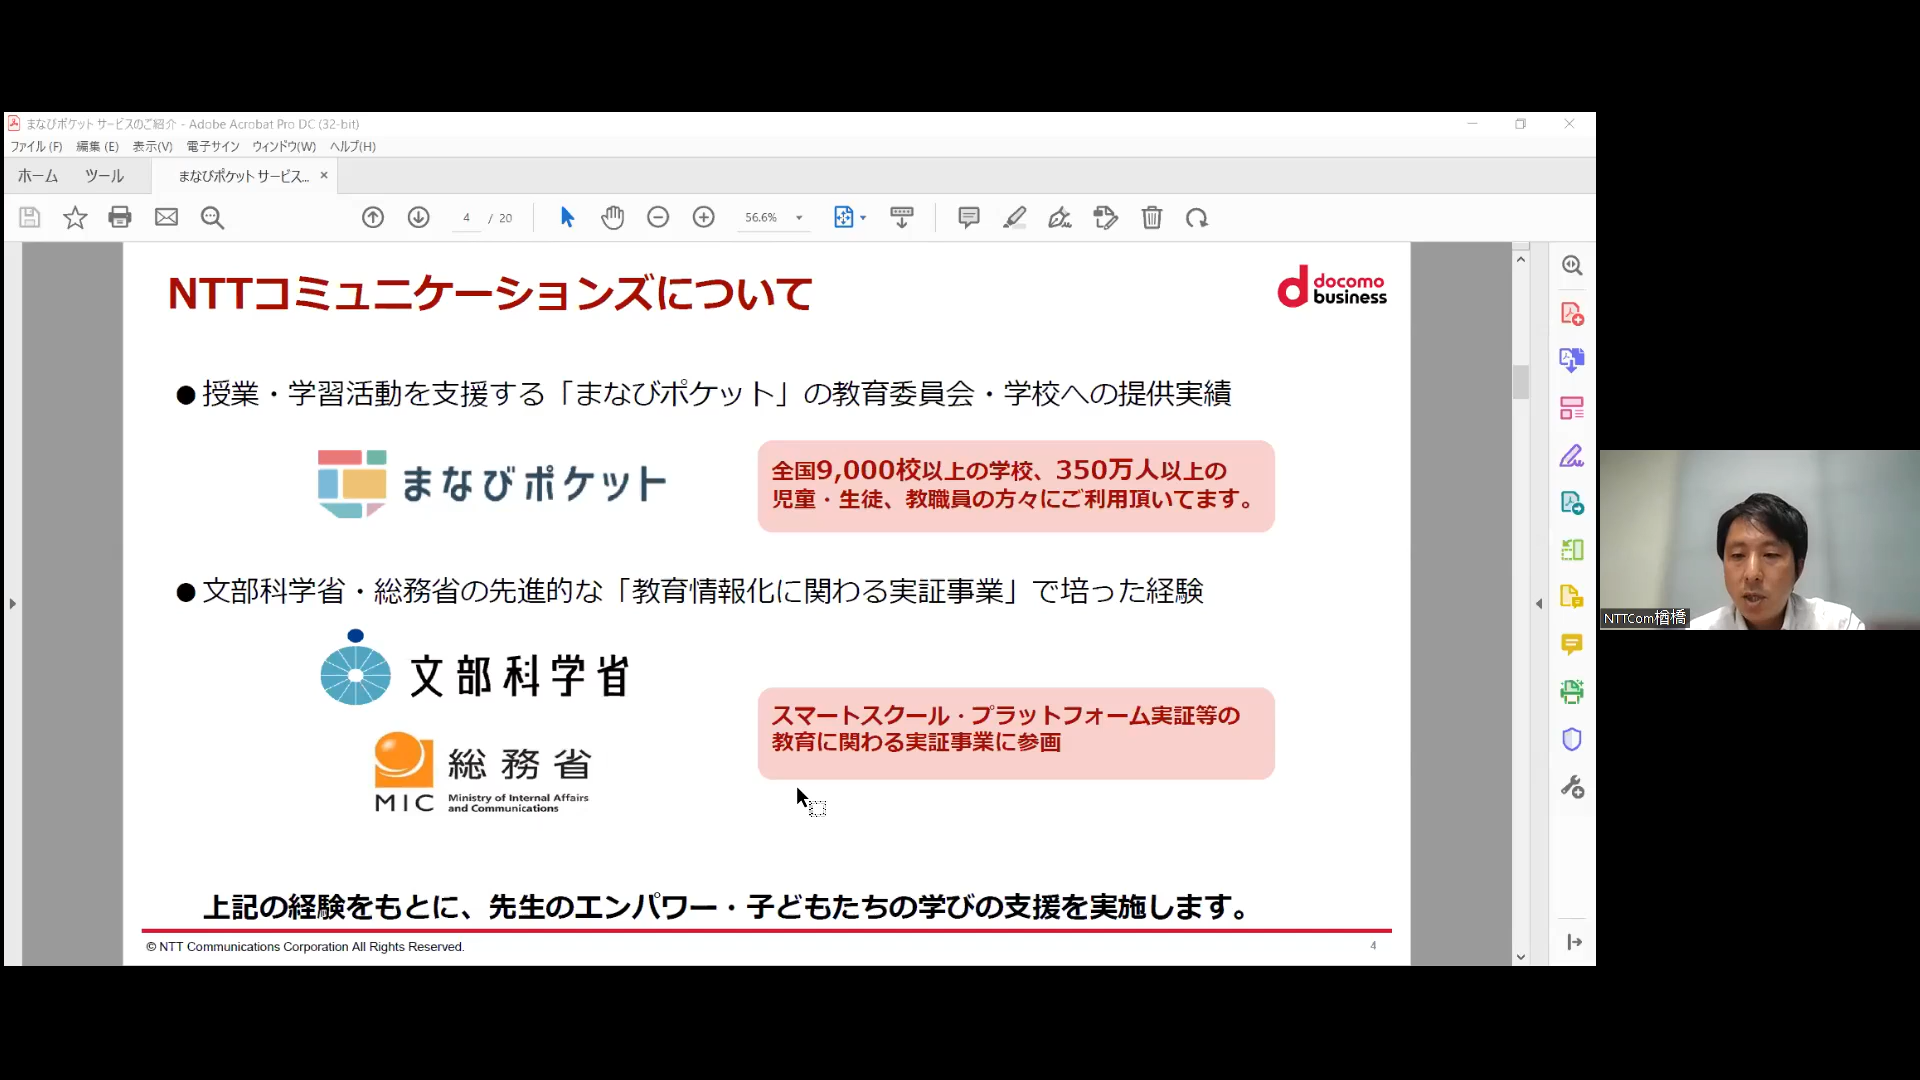 まなびポケット サービスのご紹介 - Adobe Acrobat Pro DC (32-bit)
ファイル(F) 編集(E) 表示(V) 電子サイン ウィンドウ(W) ヘルプ(H)
ホーム ツール まなびポケット サービス... ×
4 / 20 56.6%
NTTコミュニケーションズについて
docomo
business
●授業・学習活動を支援する「まなびポケット」の教育委員会・学校への提供実績
まなびポケット
全国9,000校以上の学校、350万人以上の
児童・生徒、教職員の方々にご利用頂いてます。
●文部科学省・総務省の先進的な「教育情報化に関わる実証事業」で培った経験
文部科学省
スマートスクール・プラットフォーム実証等の
教育に関わる実証事業に参画
総務省
MIC Ministry of Internal Affairs
and Communications
上記の経験をもとに、先生のエンパワー・子どもたちの学びの支援を実施します。
© NTT Communications Corporation All Rights Reserved.
4
NTTCom楢橋